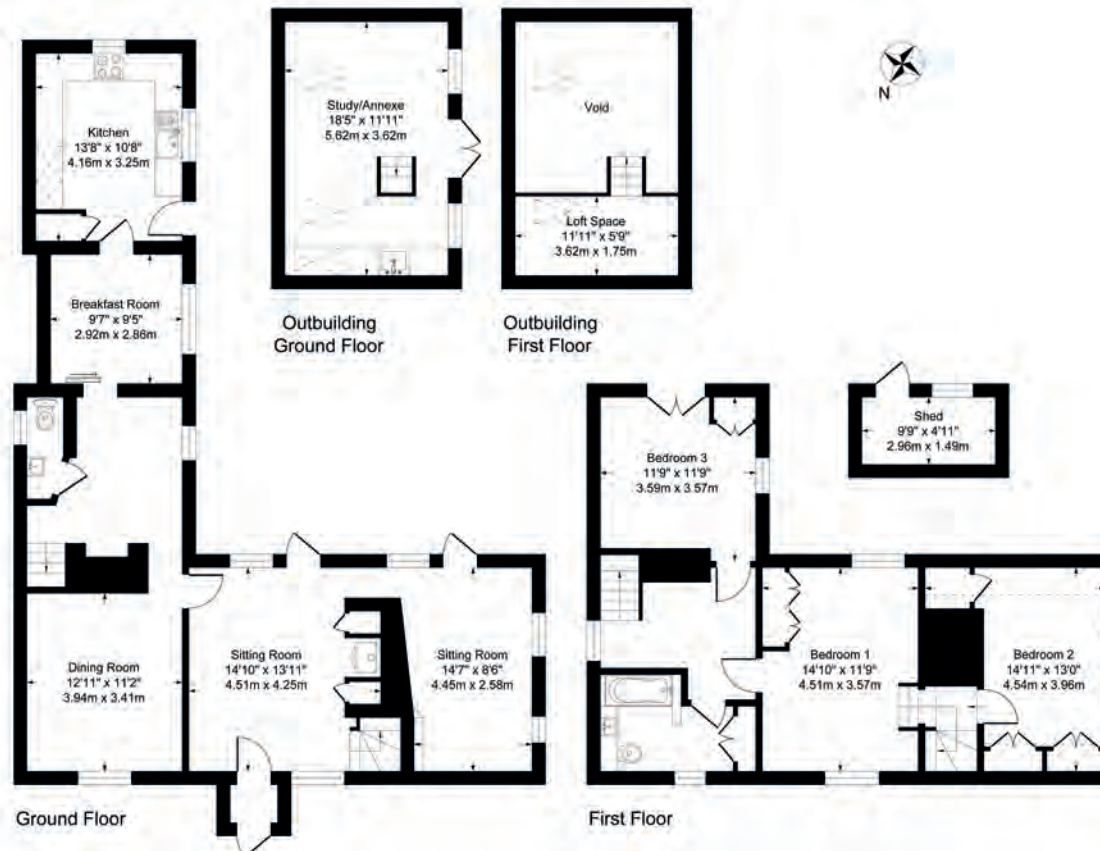 Kitchen
13'8" x 10'8"
4.16m x 3.25m
Study/Annexe
18'5" x 11'11"
5.62m x 3.62m
Void
N
Loft Space
11'11" x 5'9"
3.62m x 1.75m
Breakfast Room
9'7" x 9'5"
2.92m x 2.86m
Outbuilding
Ground Floor
Outbuilding
First Floor
Shed
9'9" x 4'11"
2.96m x 1.49m
Bedroom 3
11'9" x 11'9"
3.59m x 3.57m
Dining Room
12'11" x 11'2"
3.94m x 3.41m
Sitting Room
14'10" x 13'11"
4.51m x 4.25m
Sitting Room
14'7" x 8'6"
4.45m x 2.58m
Bedroom 1
14'10" x 11'9"
4.51m x 3.57m
Bedroom 2
14'11" x 13'0"
4.54m x 3.96m
Ground Floor
First Floor